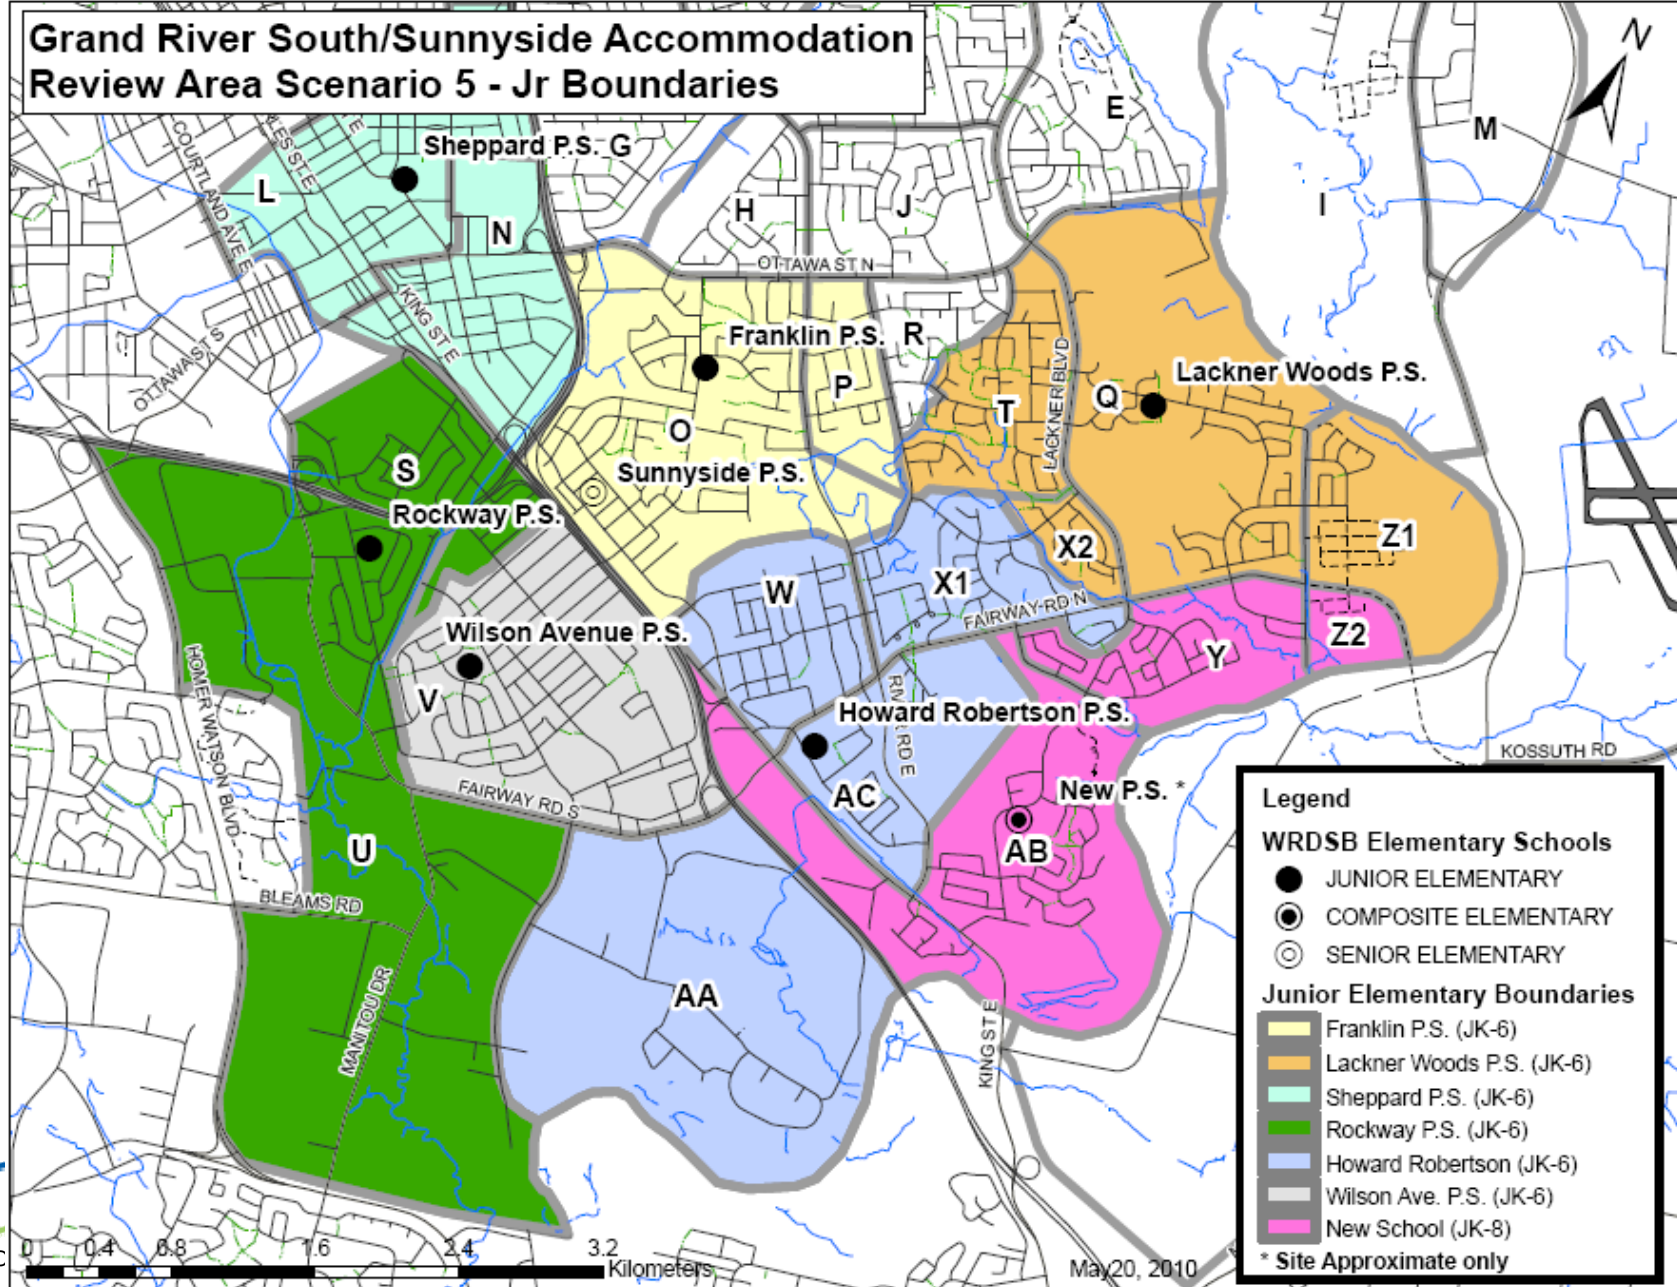 Grand River South/Sunnyside Accommodation
Review Area Scenario 5 - Jr Boundaries
N
E
M
COURTLAND AVE E
Sheppard P.S.
G
L
N
H
J
I
OTTAWA ST N
KING ST E
OTTAWA ST S
Franklin P.S.
R
P
O
LACKNER BLVD
Lackner Woods P.S.
Q
T
S
Sunnyside P.S.
Rockway P.S.
Z1
X2
W
X1
FAIRWAY RD N
Z2
Y
Wilson Avenue P.S.
V
HOMER WATSON BLVD
RIVER RD E
Howard Robertson P.S.
KOSSUTH RD
New P.S. *
AC
FAIRWAY RD S
AB
U
BLEAMS RD
AA
MANITOU DR
KING ST E
Legend
WRDSB Elementary Schools
JUNIOR ELEMENTARY
COMPOSITE ELEMENTARY
SENIOR ELEMENTARY
Junior Elementary Boundaries
Franklin P.S. (JK-6)
Lackner Woods P.S. (JK-6)
Sheppard P.S. (JK-6)
Rockway P.S. (JK-6)
Howard Robertson (JK-6)
Wilson Ave. P.S. (JK-6)
New School (JK-8)
* Site Approximate only
0 0.4 0.8 1.6 2.4 3.2
Kilometers
May20, 2010